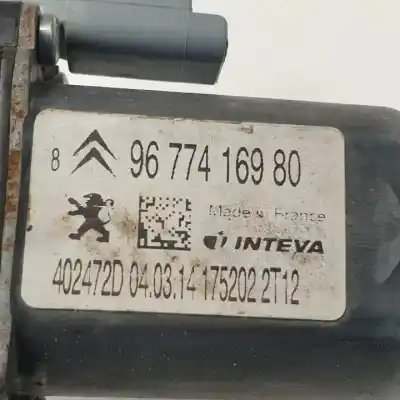 8 96 774 169 80
Made in France
INTEVA
402472D 04.03.14 175202 2T12